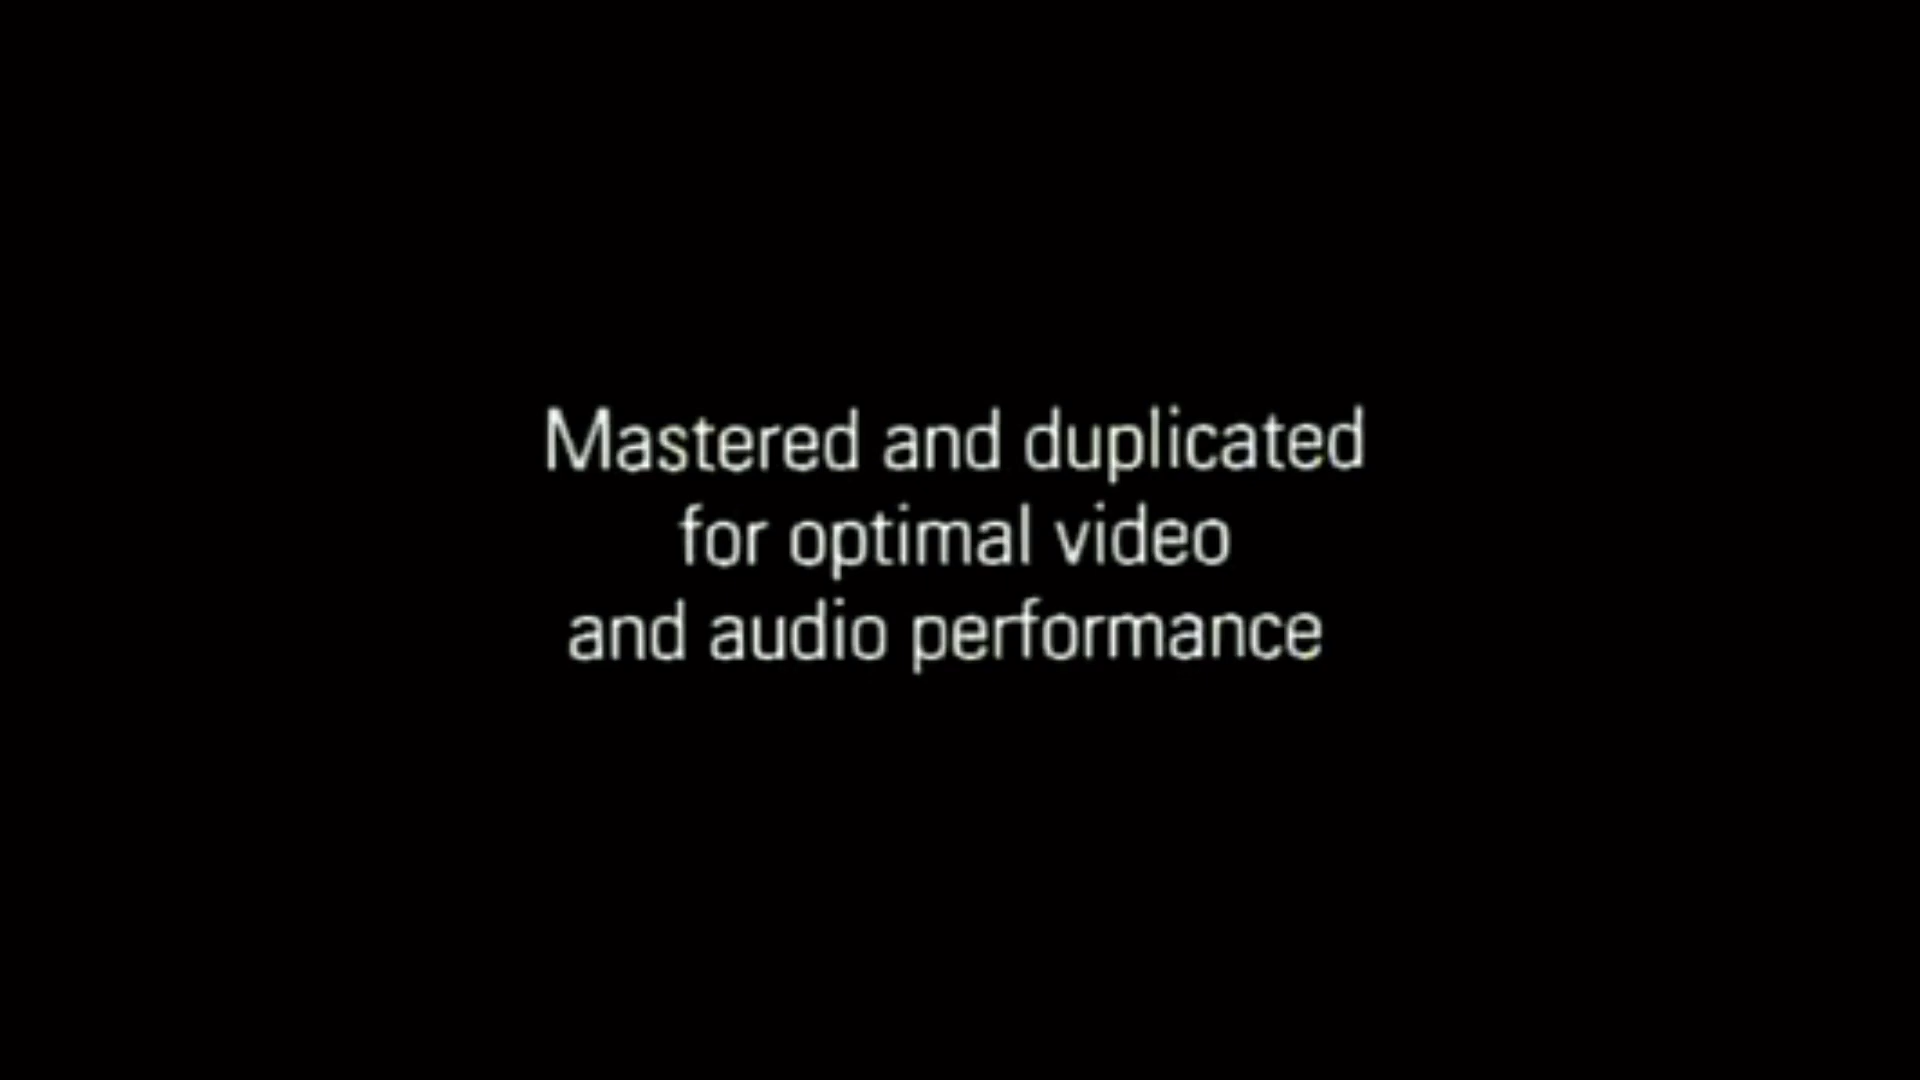 Mastered and duplicated
for optimal video
and audio performance